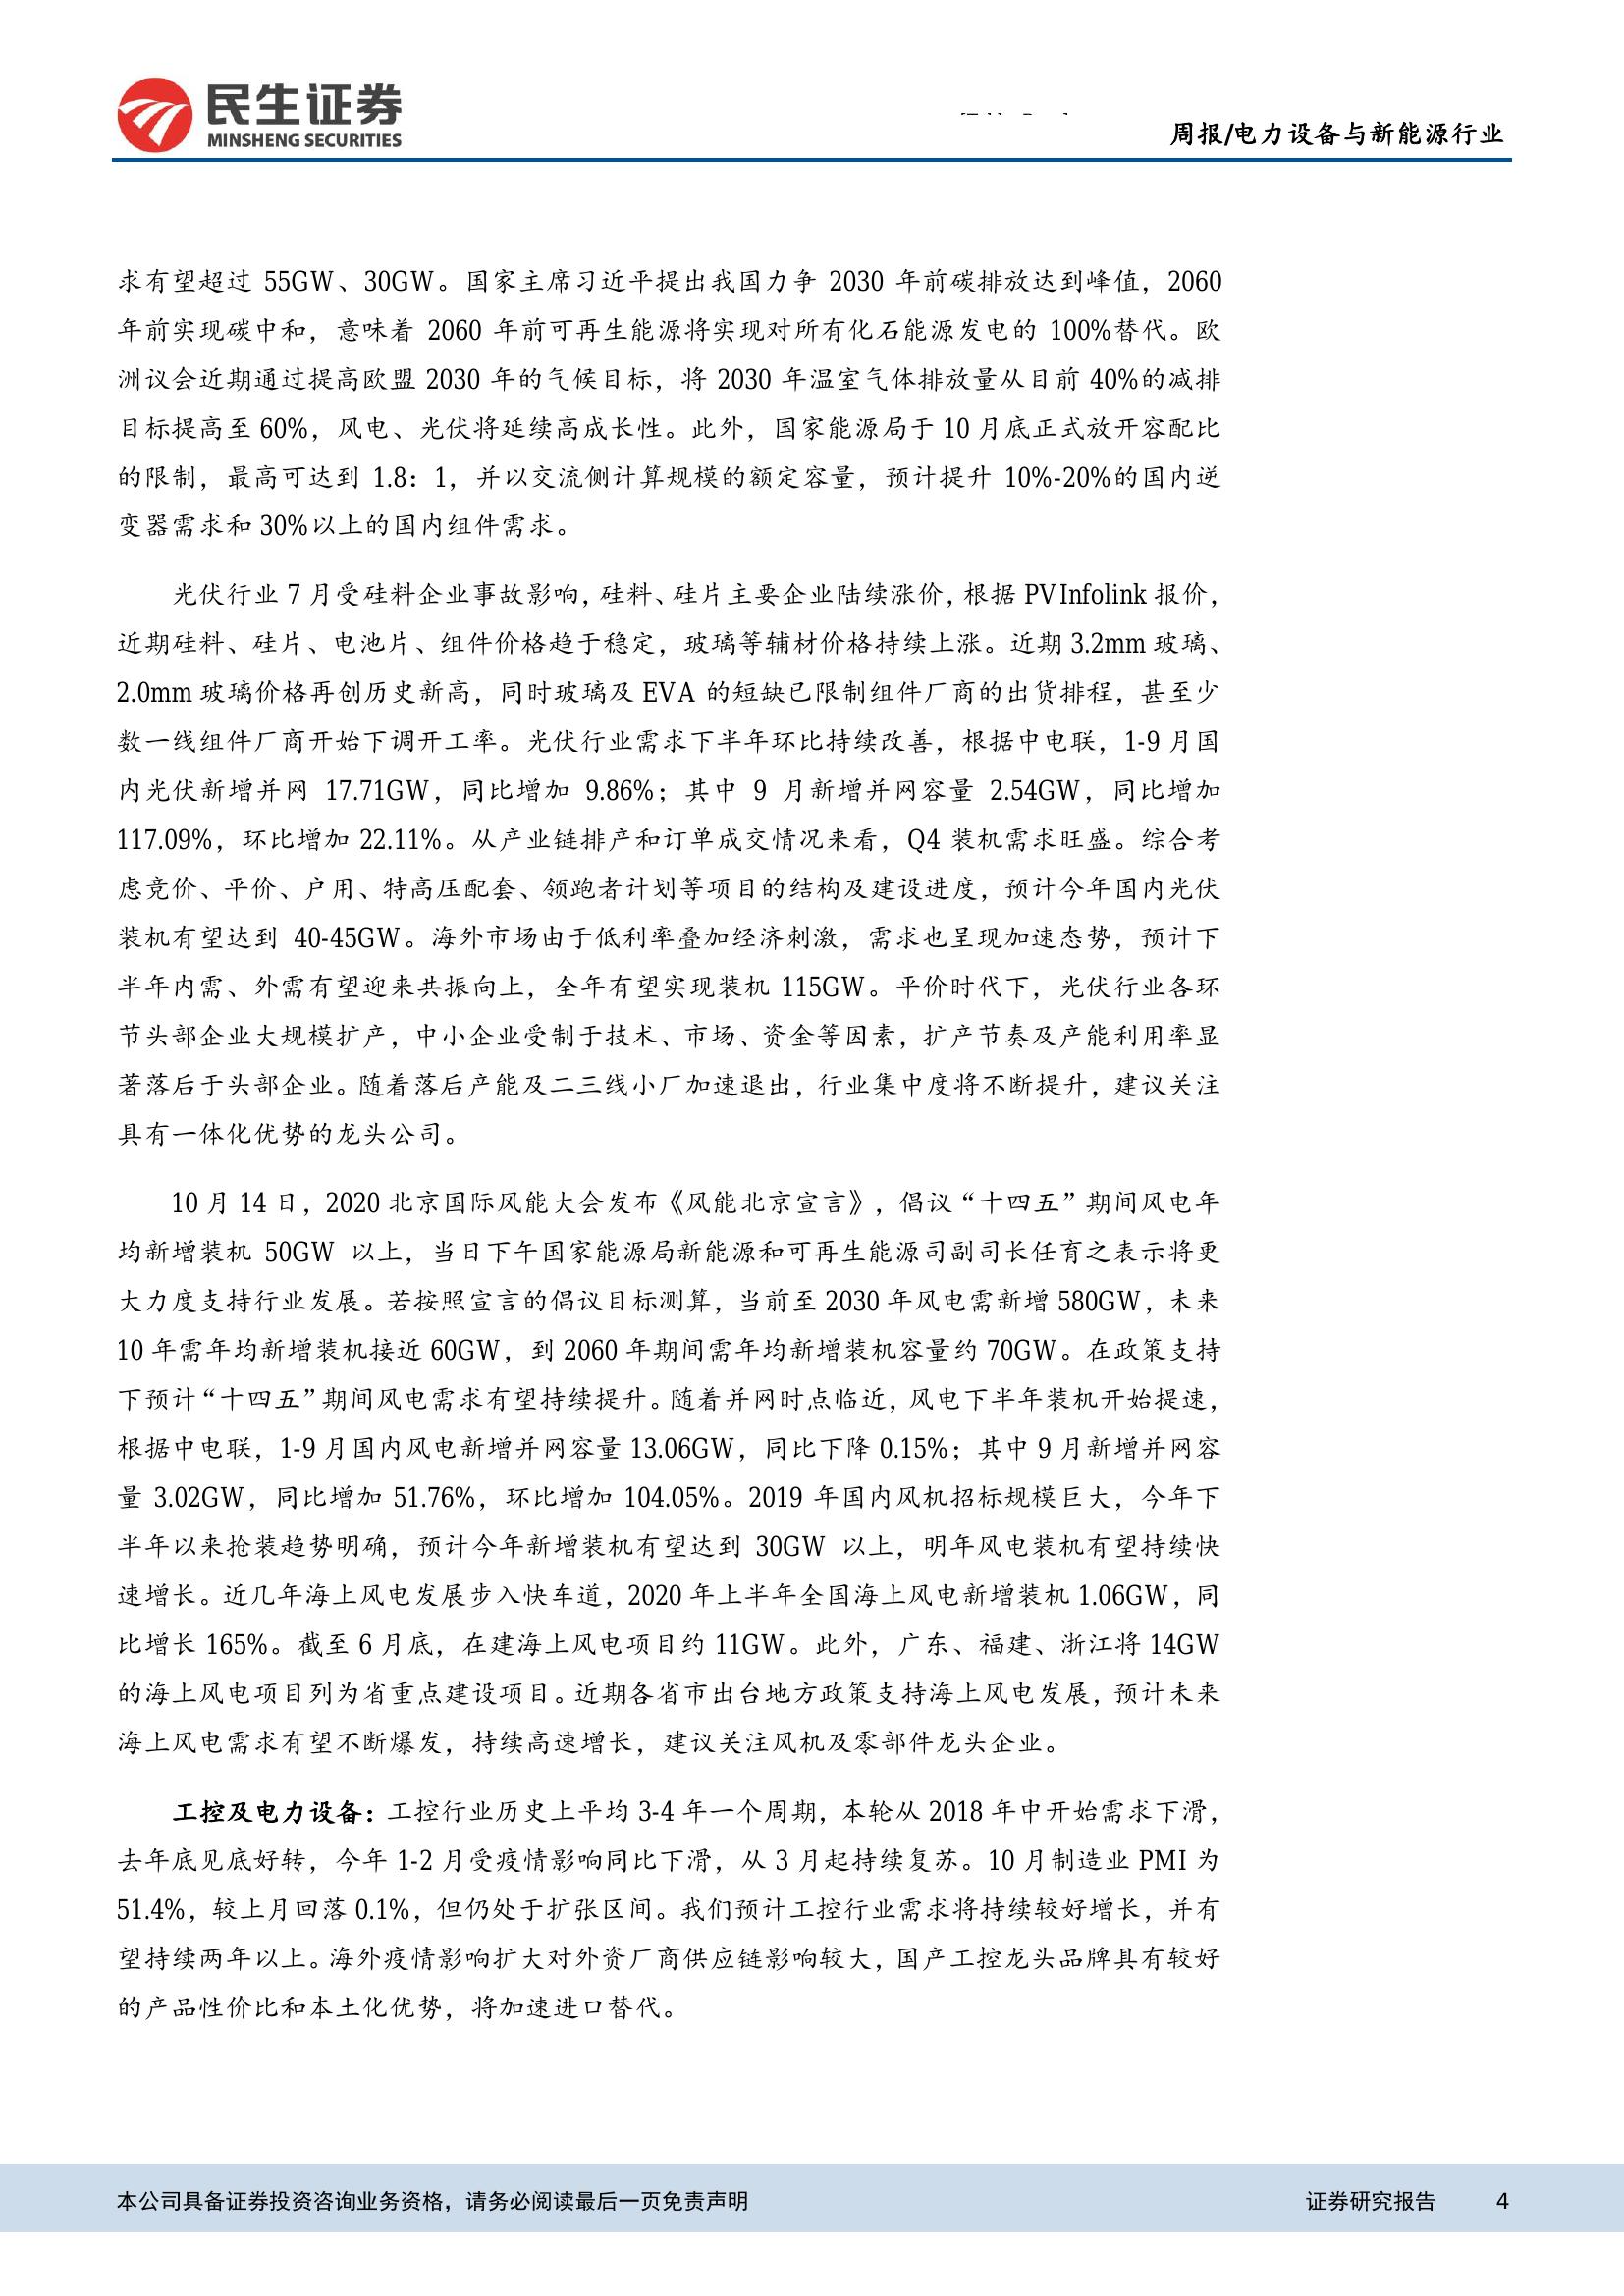 民生证券
MINSHENG SECURITIES
周报/电力设备与新能源行业
求有望超过 55GW、30GW。国家主席习近平提出我国力争 2030 年前碳排放达到峰值，2060
年前实现碳中和，意味着 2060 年前可再生能源将实现对所有化石能源发电的 100%替代。欧
洲议会近期通过提高欧盟 2030 年的气候目标，将 2030 年温室气体排放量从目前 40%的减排
目标提高至 60%，风电、光伏将延续高成长性。此外，国家能源局于 10 月底正式放开容配比
的限制，最高可达到 1.8：1，并以交流侧计算规模的额定容量，预计提升 10%-20%的国内逆
变器需求和 30%以上的国内组件需求。
光伏行业 7 月受硅料企业事故影响，硅料、硅片主要企业陆续涨价，根据 PVInfolink 报价，
近期硅料、硅片、电池片、组件价格趋于稳定，玻璃等辅材价格持续上涨。近期 3.2mm 玻璃、
2.0mm 玻璃价格再创历史新高，同时玻璃及 EVA 的短缺已限制组件厂商的出货排程，甚至少
数一线组件厂商开始下调开工率。光伏行业需求下半年环比持续改善，根据中电联，1-9 月国
内光伏新增并网 17.71GW，同比增加 9.86%；其中 9 月新增并网容量 2.54GW，同比增加
117.09%，环比增加 22.11%。从产业链排产和订单成交情况来看，Q4 装机需求旺盛。综合考
虑竞价、平价、户用、特高压配套、领跑者计划等项目的结构及建设进度，预计今年国内光伏
装机有望达到 40-45GW。海外市场由于低利率叠加经济刺激，需求也呈现加速态势，预计下
半年内需、外需有望迎来共振向上，全年有望实现装机 115GW。平价时代下，光伏行业各环
节头部企业大规模扩产，中小企业受制于技术、市场、资金等因素，扩产节奏及产能利用率显
著落后于头部企业。随着落后产能及二三线小厂加速退出，行业集中度将不断提升，建议关注
具有一体化优势的龙头公司。
10 月 14 日，2020 北京国际风能大会发布《风能北京宣言》，倡议“十四五”期间风电年
均新增装机 50GW 以上，当日下午国家能源局新能源和可再生能源司副司长任育之表示将更
大力度支持行业发展。若按照宣言的倡议目标测算，当前至 2030 年风电需新增 580GW，未来
10 年需年均新增装机接近 60GW，到 2060 年期间需年均新增装机容量约 70GW。在政策支持
下预计“十四五”期间风电需求有望持续提升。随着并网时点临近，风电下半年装机开始提速，
根据中电联，1-9 月国内风电新增并网容量 13.06GW，同比下降 0.15%；其中 9 月新增并网容
量 3.02GW，同比增加 51.76%，环比增加 104.05%。2019 年国内风机招标规模巨大，今年下
半年以来抢装趋势明确，预计今年新增装机有望达到 30GW 以上，明年风电装机有望持续快
速增长。近几年海上风电发展步入快车道，2020 年上半年全国海上风电新增装机 1.06GW，同
比增长 165%。截至 6 月底，在建海上风电项目约 11GW。此外，广东、福建、浙江将 14GW
的海上风电项目列为省重点建设项目。近期各省市出台地方政策支持海上风电发展，预计未来
海上风电需求有望不断爆发，持续高速增长，建议关注风机及零部件龙头企业。
工控及电力设备：工控行业历史上平均 3-4 年一个周期，本轮从 2018 年中开始需求下滑，
去年底见底好转，今年 1-2 月受疫情影响同比下滑，从 3 月起持续复苏。10 月制造业 PMI 为
51.4%，较上月回落 0.1%，但仍处于扩张区间。我们预计工控行业需求将持续较好增长，并有
望持续两年以上。海外疫情影响扩大对外资厂商供应链影响较大，国产工控龙头品牌具有较好
的产品性价比和本土化优势，将加速进口替代。
本公司具备证券投资咨询业务资格，请务必阅读最后一页免责声明
证券研究报告 4